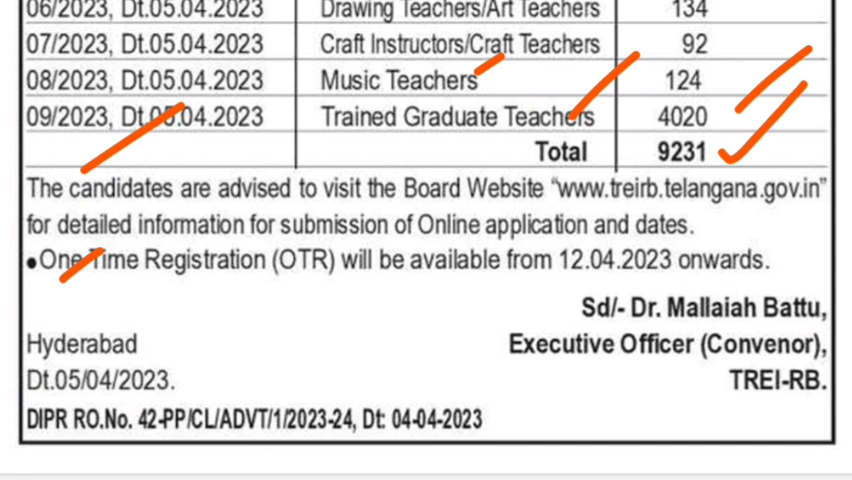 06/2023, Dt.05.04.2023 Drawing Teachers/Art Teachers 134
07/2023, Dt.05.04.2023 Craft Instructors/Craft Teachers 92
08/2023, Dt.05.04.2023 Music Teachers 124
09/2023, Dt.05.04.2023 Trained Graduate Teachers 4020
Total 9231
The candidates are advised to visit the Board Website “www.treirb.telangana.gov.in”
for detailed information for submission of Online application and dates.
•One Time Registration (OTR) will be available from 12.04.2023 onwards.
Sd/- Dr. Mallaiah Battu,
Hyderabad Executive Officer (Convenor),
Dt.05/04/2023. TREI-RB.
DIPR RO.No. 42-PP/CL/ADVT/1/2023-24, Dt: 04-04-2023